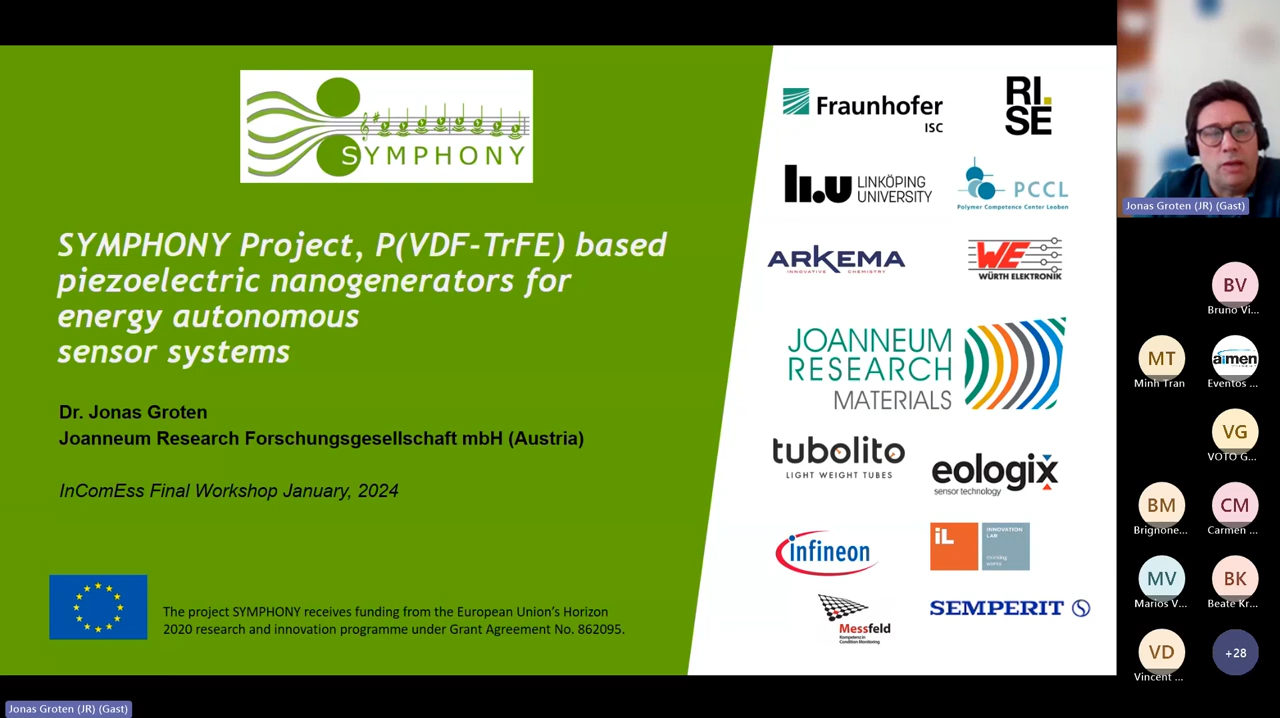 SYMPHONY
SYMPHONY Project, P(VDF-TrFE) based
piezoelectric nanogenerators for
energy autonomous
sensor systems
Dr. Jonas Groten
Joanneum Research Forschungsgesellschaft mbH (Austria)
InComEss Final Workshop January, 2024
The project SYMPHONY receives funding from the European Union’s Horizon
2020 research and innovation programme under Grant Agreement No. 862095.
Fraunhofer
ISC
RI.
SE
LINKÖPING
UNIVERSITY
PCCL
Polymer Competence Center Leoben
ARKEMA
INNOVATIVE CHEMISTRY
WE
WÜRTH ELEKTRONIK
JOANNEUM
RESEARCH
MATERIALS
tubolito
LIGHT WEIGHT TUBES
eologix
sensor technology
infineon
iL
INNOVATION
LAB
Messfeld
Kompetenz in
Condition Monitoring
SEMPERIT
Jonas Groten (JR) (Gast)
BV
Bruno Vi...
MT
Minh Tran
aimen
Eventos ...
VG
VOTO G...
BM
Brignone...
CM
Carmen ...
MV
Marios V...
BK
Beate Kr...
VD
Vincent ...
+28
Jonas Groten (JR) (Gast)